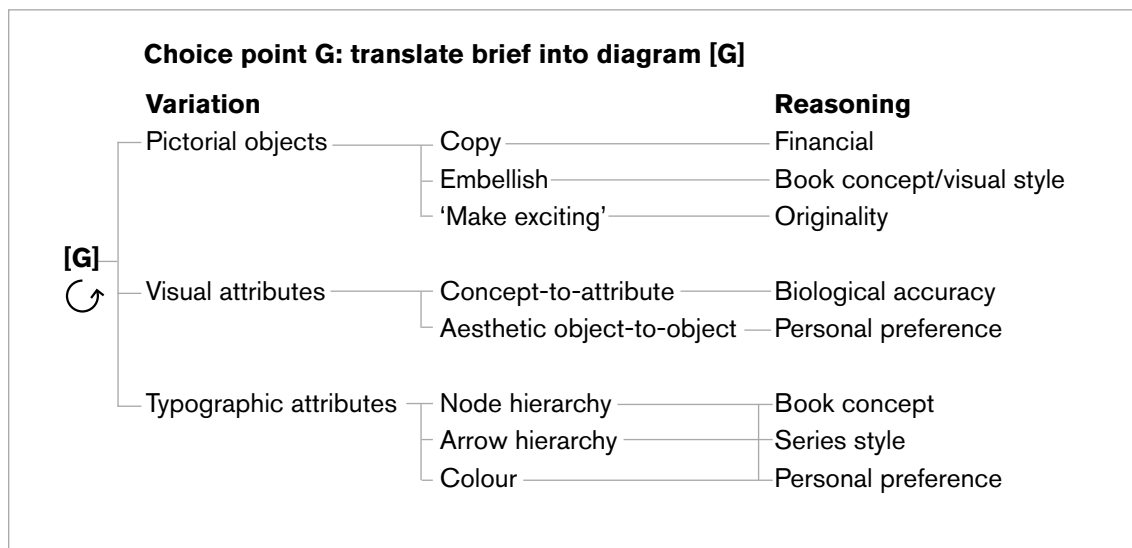 Choice point G: translate brief into diagram [G]
Variation Reasoning
Pictorial objects Copy Financial
Embellish Book concept/visual style
‘Make exciting’ Originality
[G]
Visual attributes Concept-to-attribute Biological accuracy
Aesthetic object-to-object Personal preference
Typographic attributes Node hierarchy Book concept
Arrow hierarchy Series style
Colour Personal preference